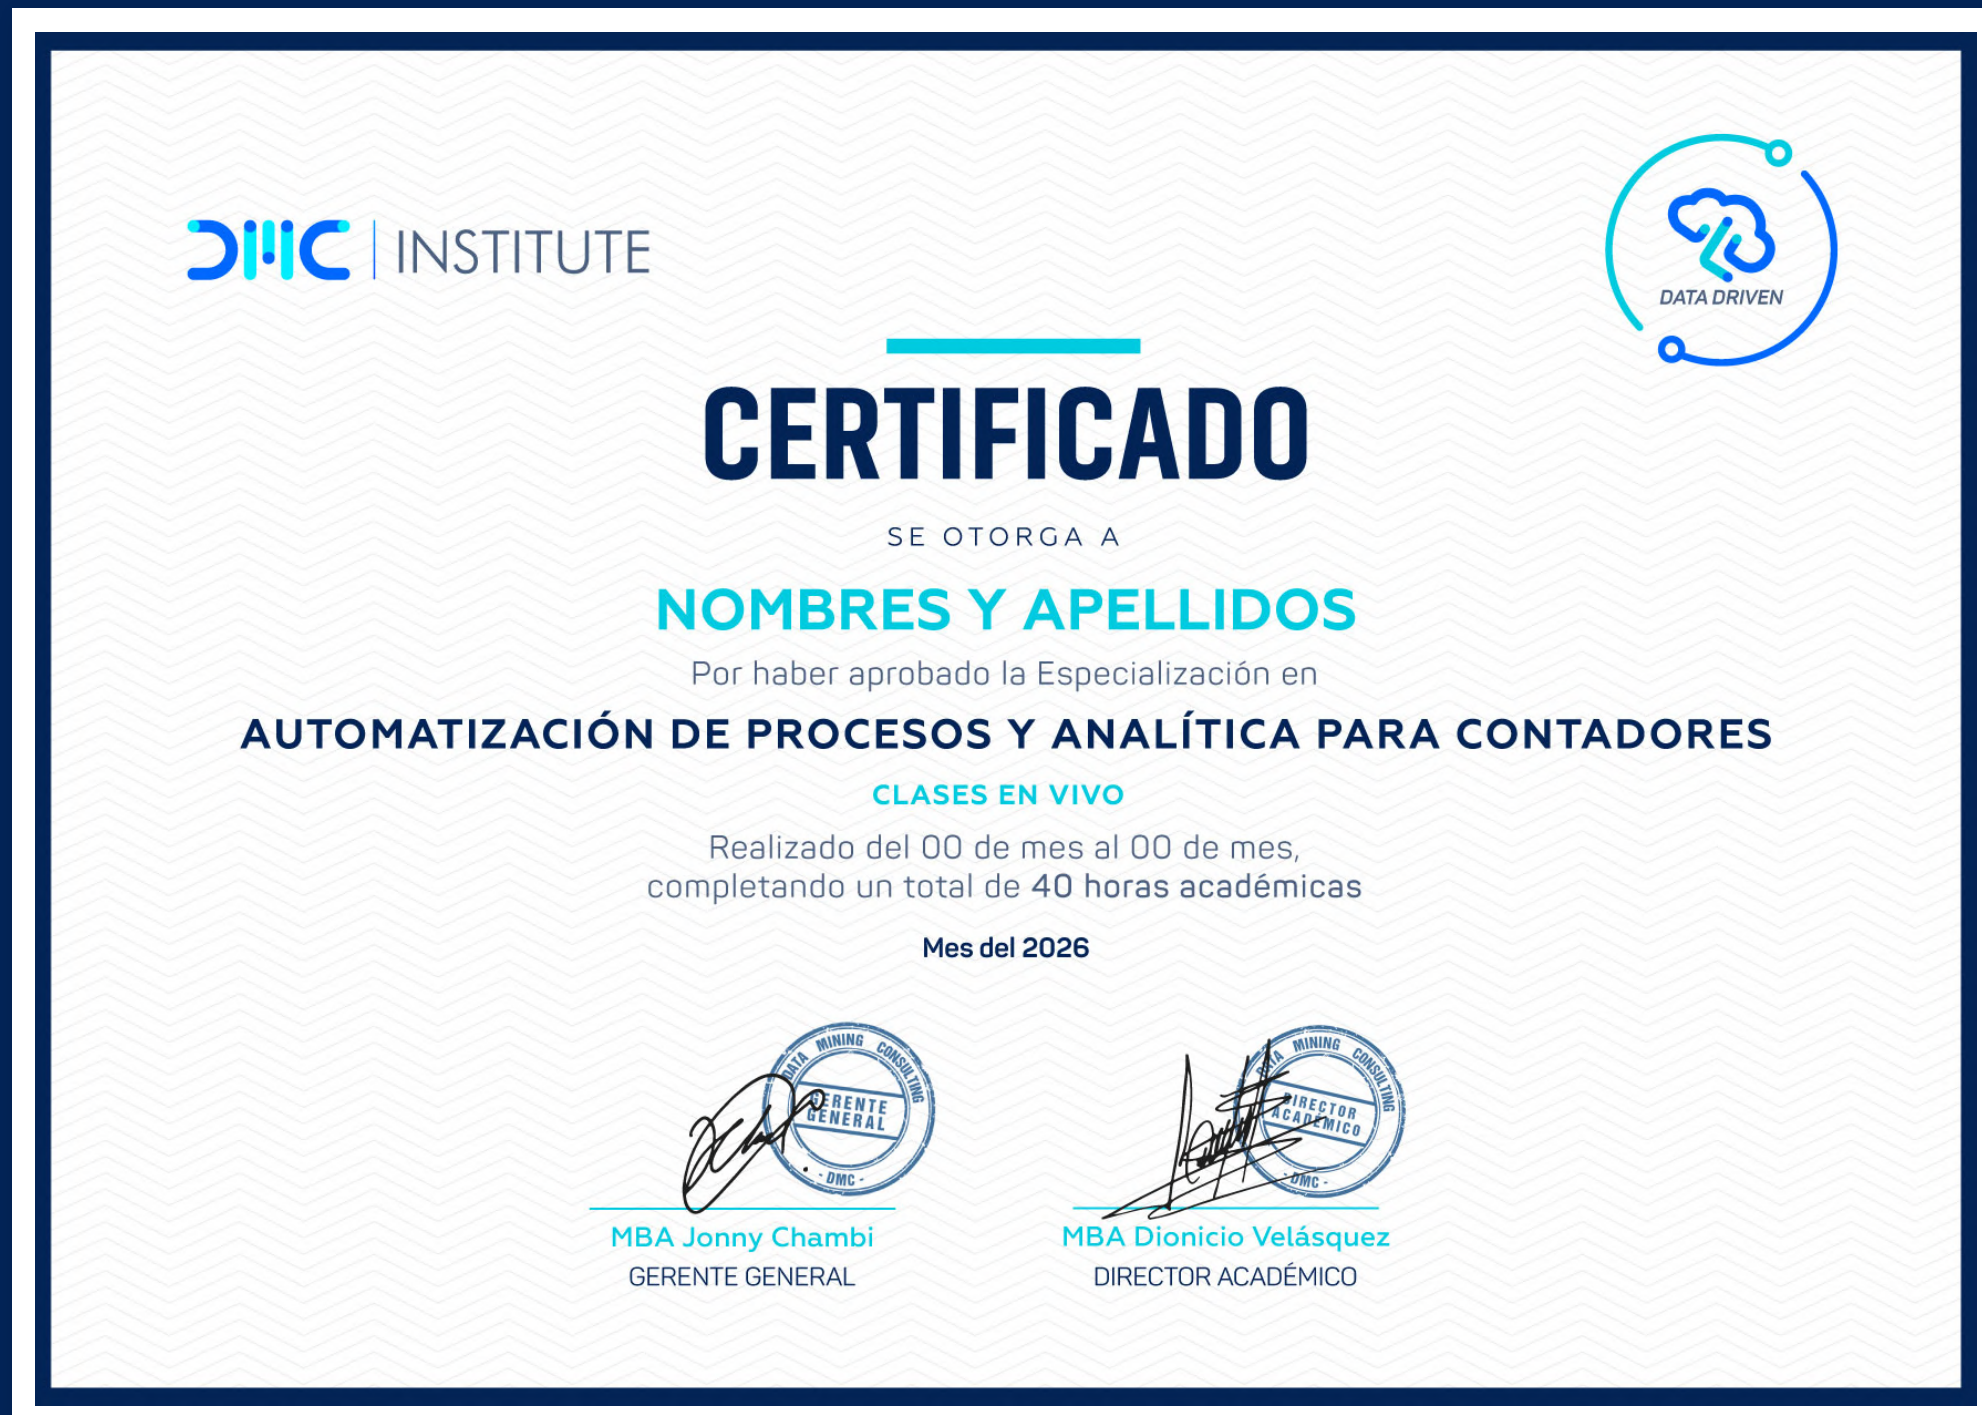 DMC | INSTITUTE
DATA DRIVEN
CERTIFICADO
SE OTORGA A
NOMBRES Y APELLIDOS
Por haber aprobado la Especialización en
AUTOMATIZACIÓN DE PROCESOS Y ANALÍTICA PARA CONTADORES
CLASES EN VIVO
Realizado del 00 de mes al 00 de mes,
completando un total de 40 horas académicas
Mes del 2026
DATA MINING CONSULTING
GERENTE
GENERAL
- DMC -
DATA MINING CONSULTING
DIRECTOR
ACADÉMICO
- DMC -
MBA Jonny Chambi
GERENTE GENERAL
MBA Dionicio Velásquez
DIRECTOR ACADÉMICO